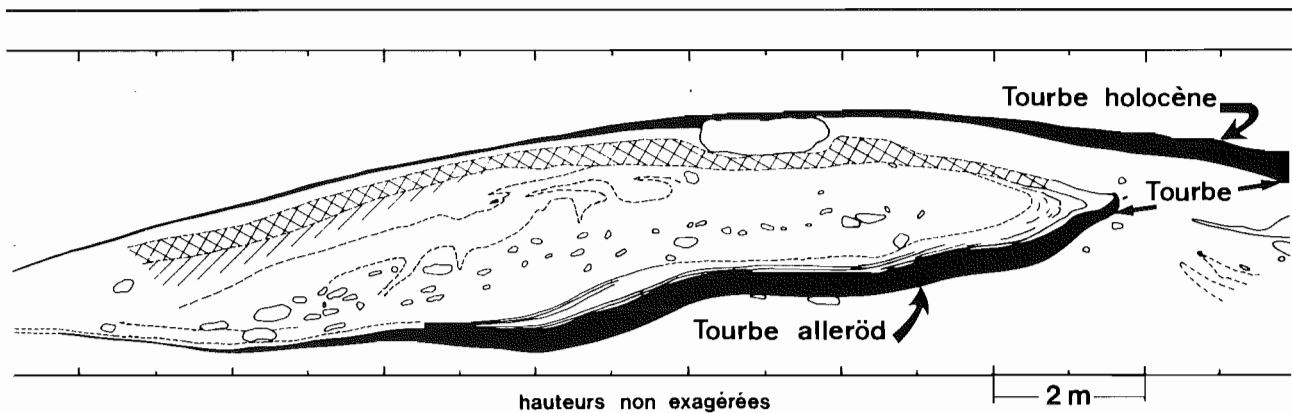 Tourbe holocène
Tourbe
Tourbe alleröd
2 m
hauteurs non exagérées